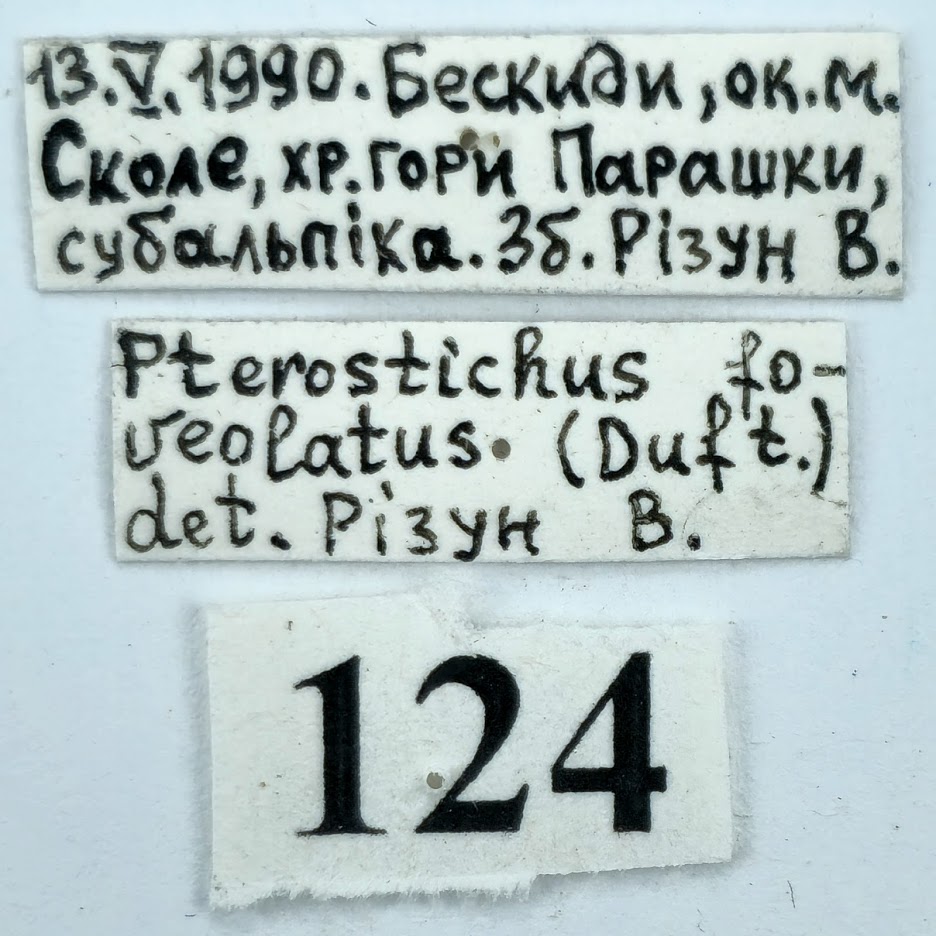 13.V.1990. Бескиди, ок.м.
Сколе, хр.гори Парашки,
субальпіка. Зб. Різун В.
Pterostichus fo-
veolatus. (Duft.)
det. Різун В.
124